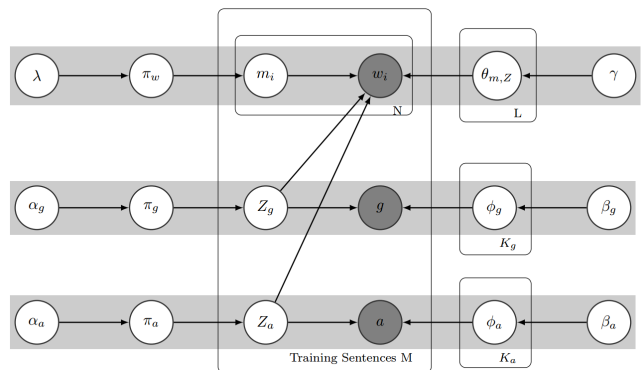 λ π_w m_i w_i θ_{m,Z} γ
N L
α_g π_g Z_g g ϕ_g β_g
K_g
α_a π_a Z_a a ϕ_a β_a
Training Sentences M K_a